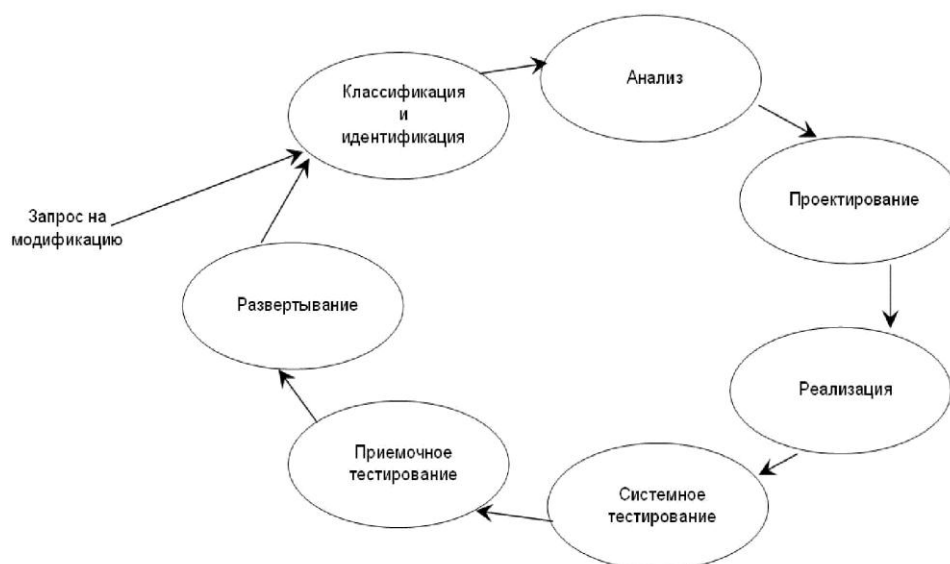 Классификация
и
идентификация
Анализ
Проектирование
Запрос на
модификацию
Развертывание
Реализация
Приемочное
тестирование
Системное
тестирование